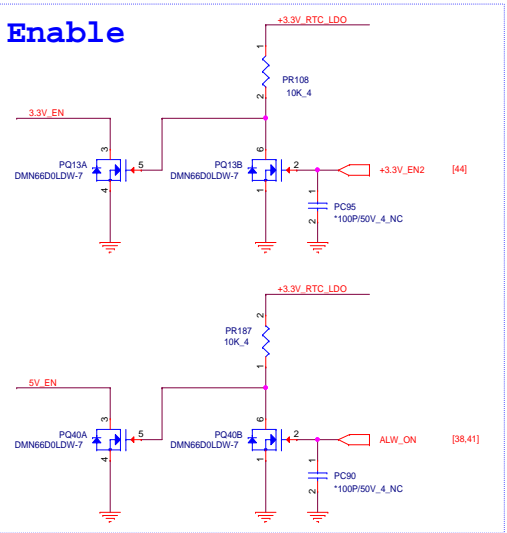 Enable
+3.3V_RTC_LDO
1
PR108
10K_4
2
3.3V_EN
3
6
PQ13A
DMN66D0LDW-7
5
PQ13B
DMN66D0LDW-7
2
+3.3V_EN2
[44]
4
1
1
PC95
*100P/50V_4_NC
2
+3.3V_RTC_LDO
2
PR187
10K_4
1
5V_EN
3
6
PQ40A
DMN66D0LDW-7
5
PQ40B
DMN66D0LDW-7
2
ALW_ON
[38,41]
4
1
1
PC90
*100P/50V_4_NC
2